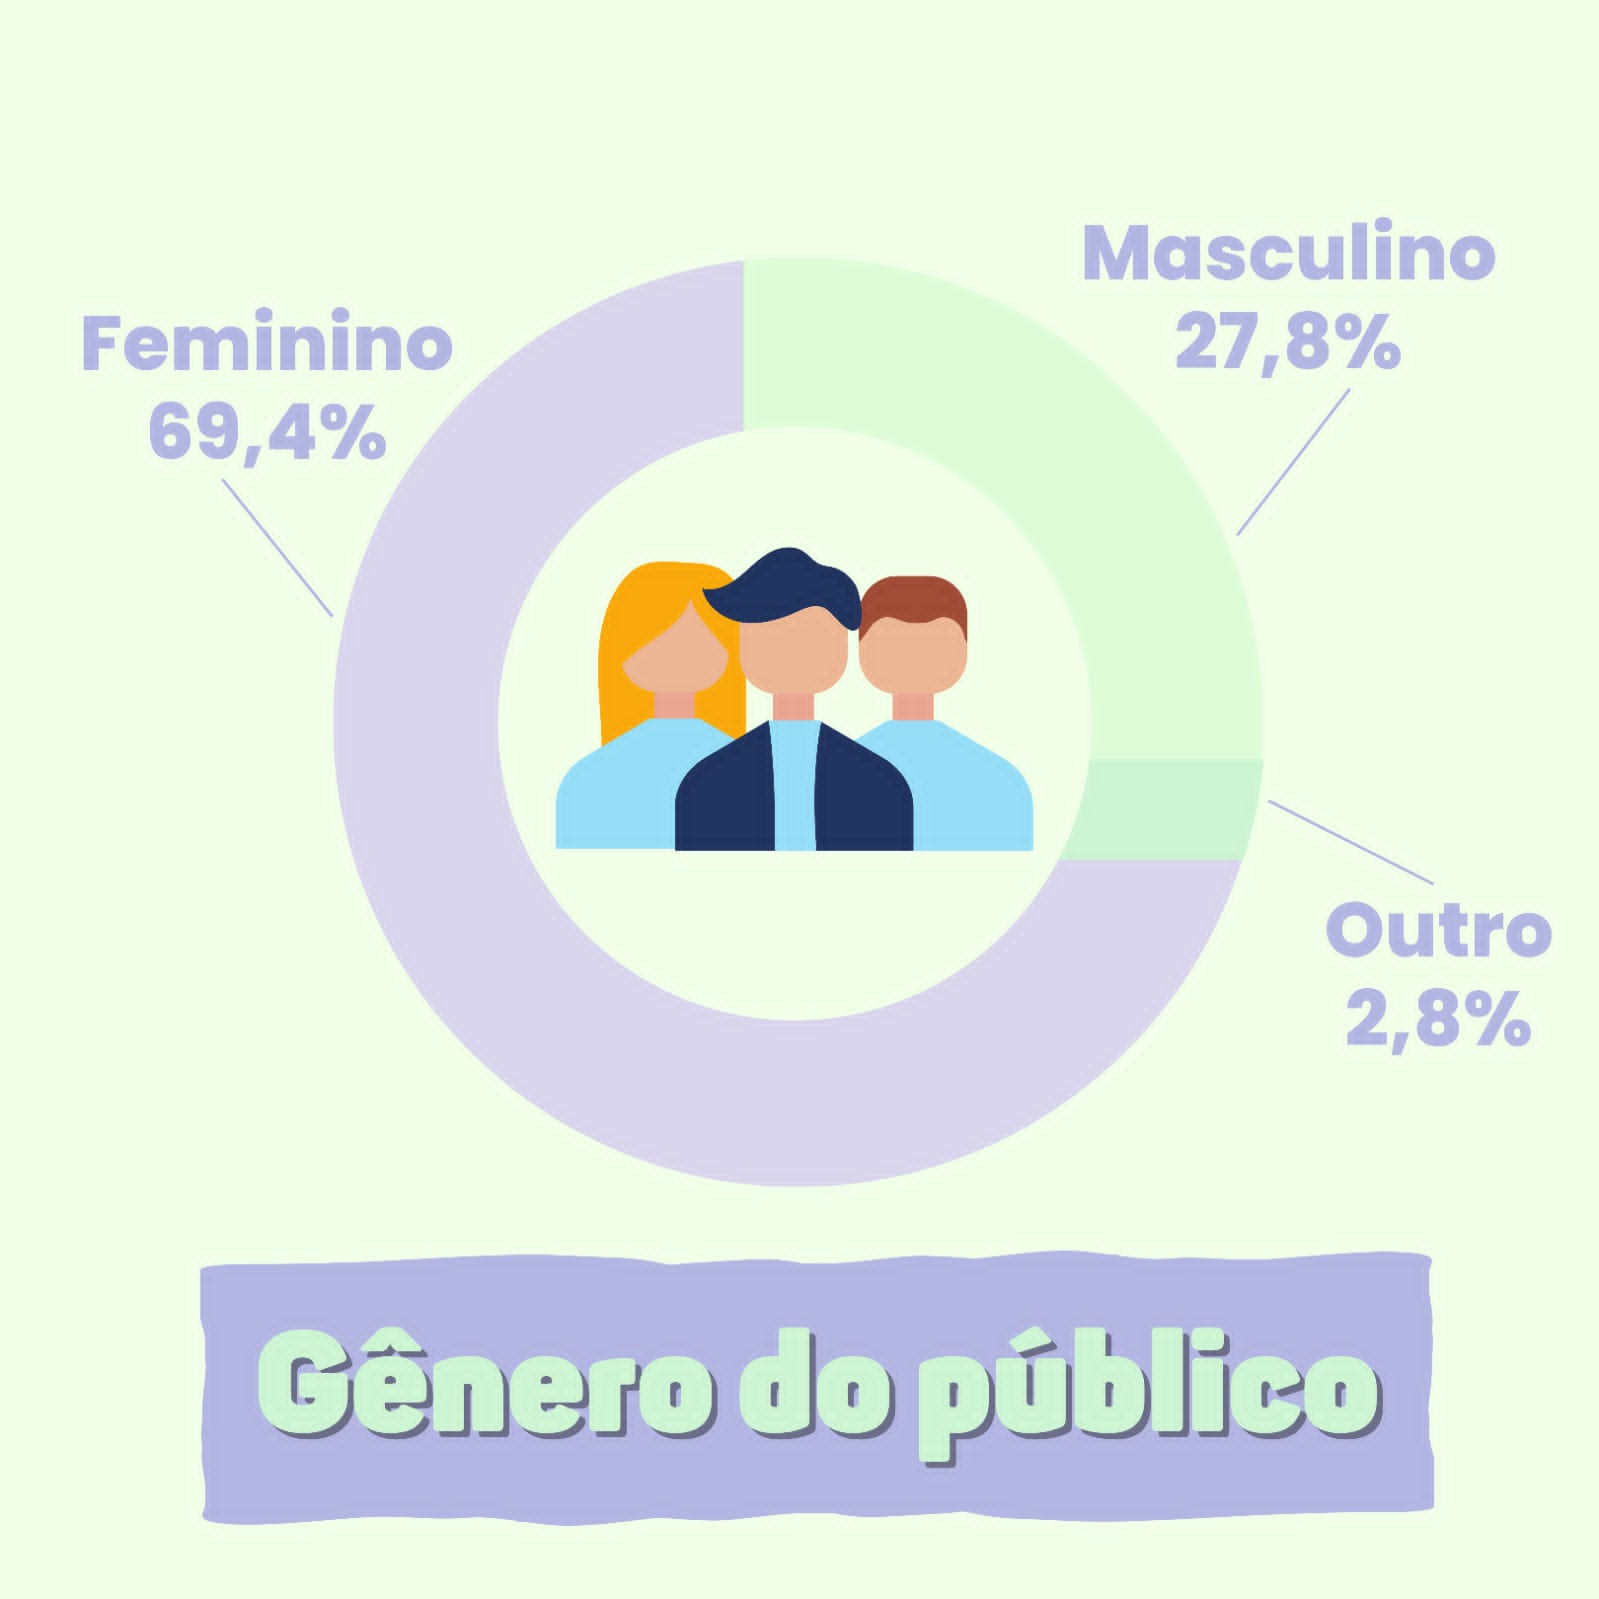 Masculino
27,8%
Feminino
69,4%
Outro
2,8%
Gênero do público